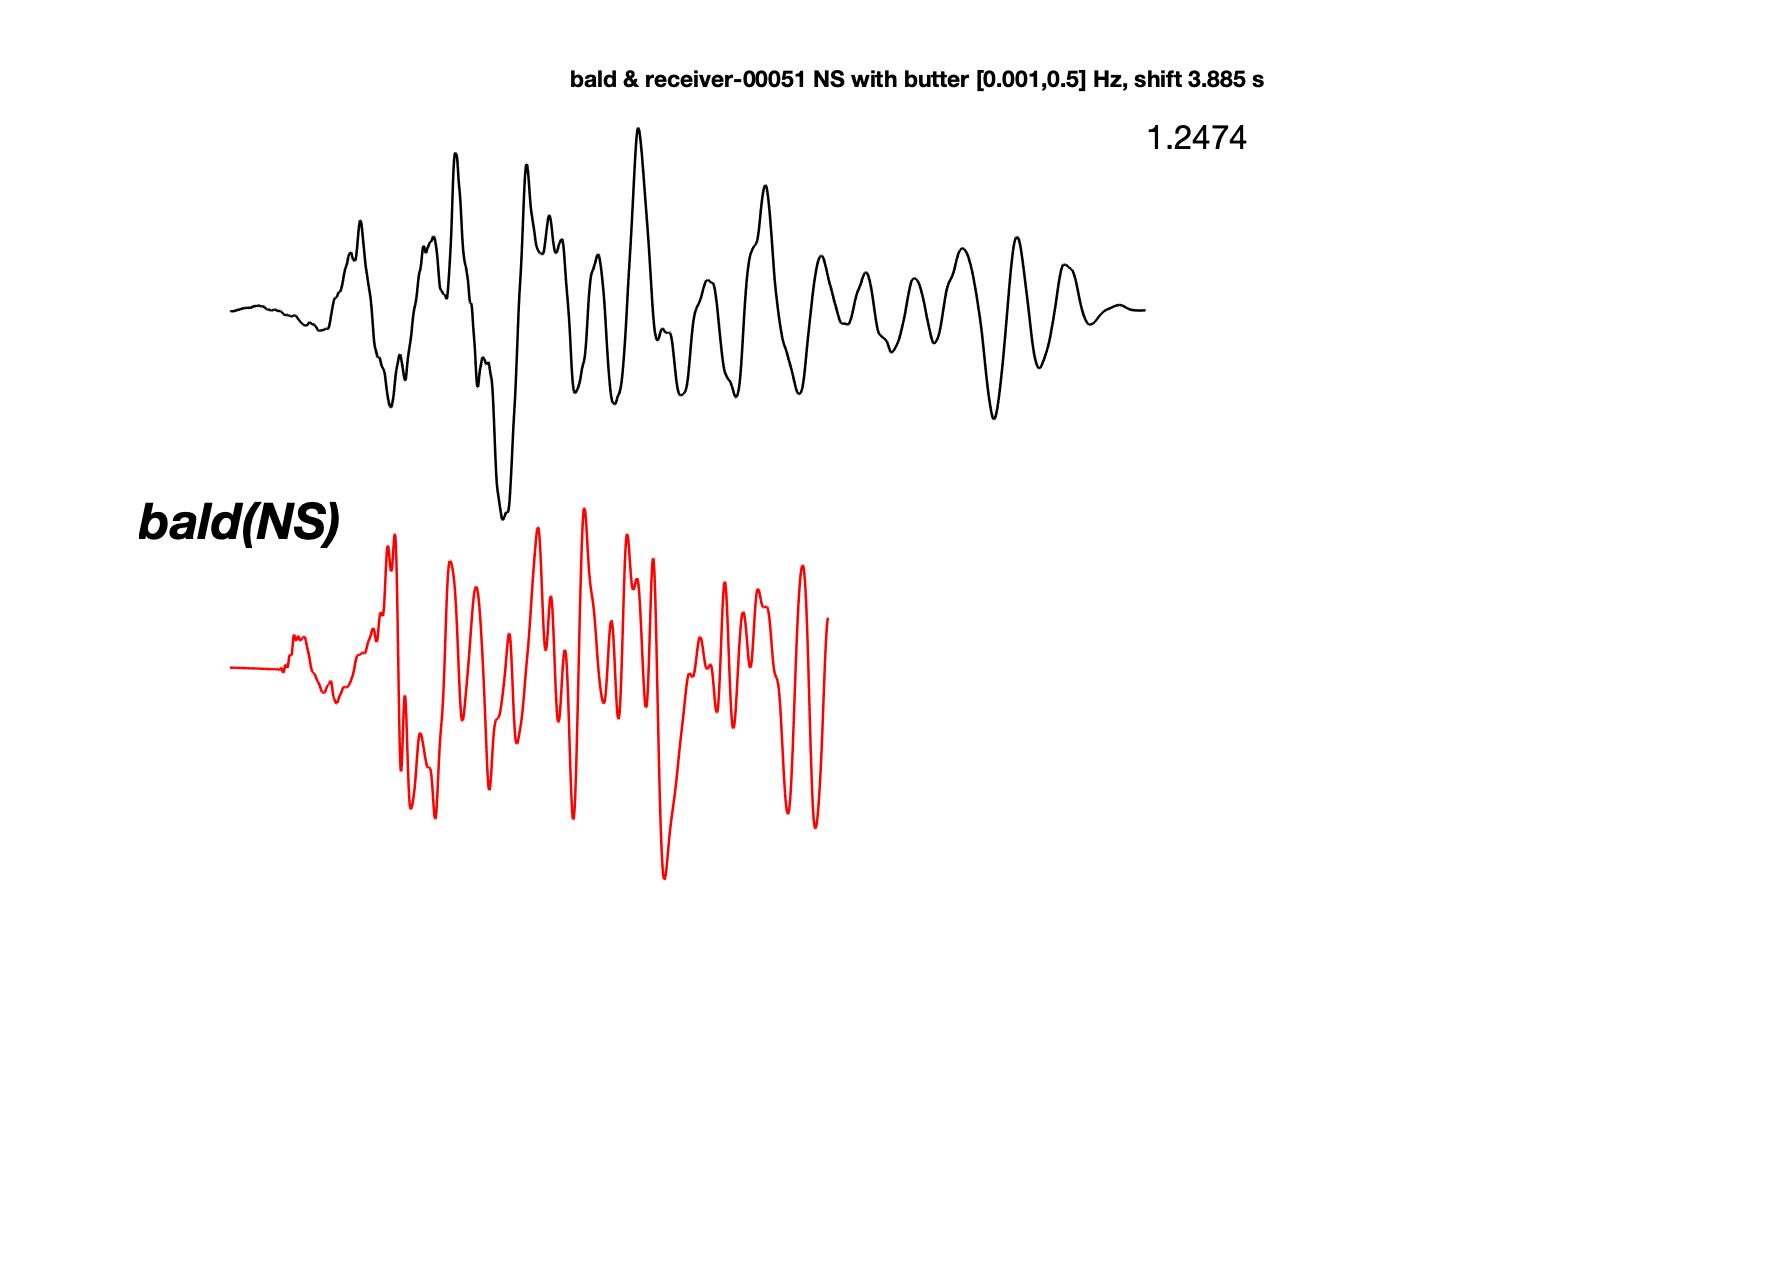 bald & receiver-00051 NS with butter [0.001,0.5] Hz, shift 3.885 s
1.2474
bald(NS)